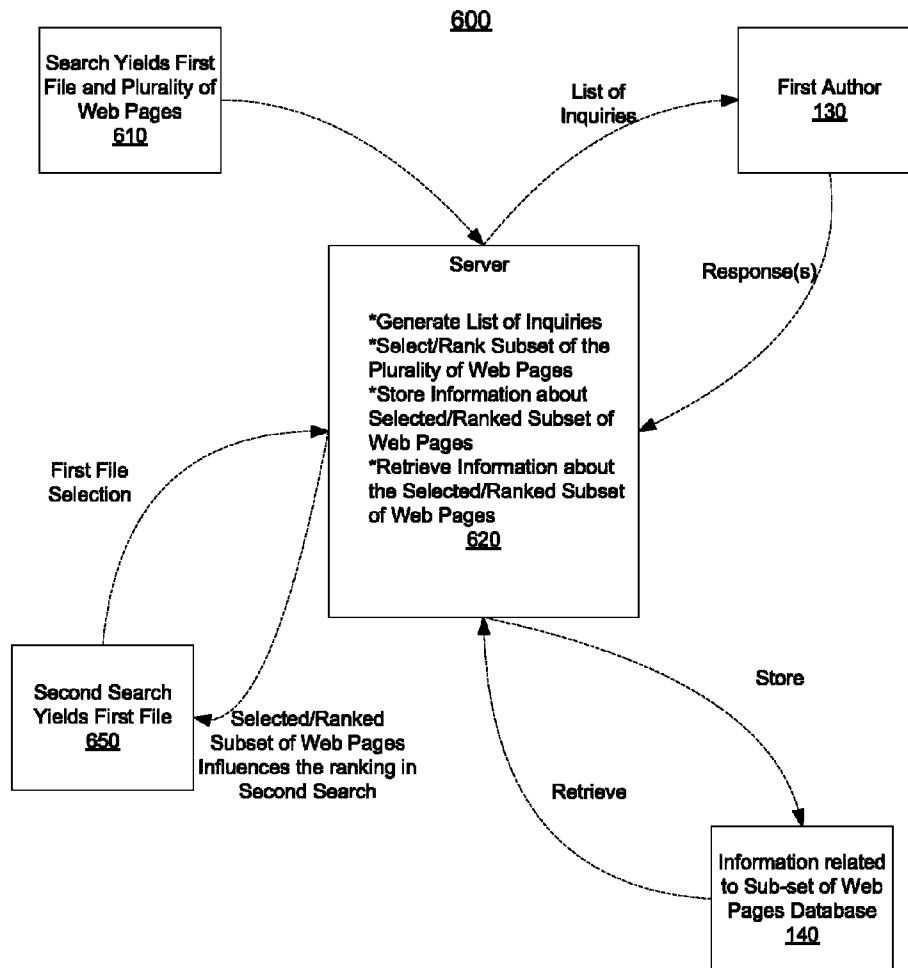 600
Search Yields First
File and Plurality of
Web Pages
610
List of
Inquiries
First Author
130
Response(s)
Server
*Generate List of Inquiries
*Select/Rank Subset of the
Plurality of Web Pages
*Store Information about
Selected/Ranked Subset of
Web Pages
*Retrieve Information about
the Selected/Ranked Subset
of Web Pages
620
First File
Selection
Second Search
Yields First File
650
Selected/Ranked
Subset of Web Pages
Influences the ranking in
Second Search
Store
Retrieve
Information related
to Sub-set of Web
Pages Database
140